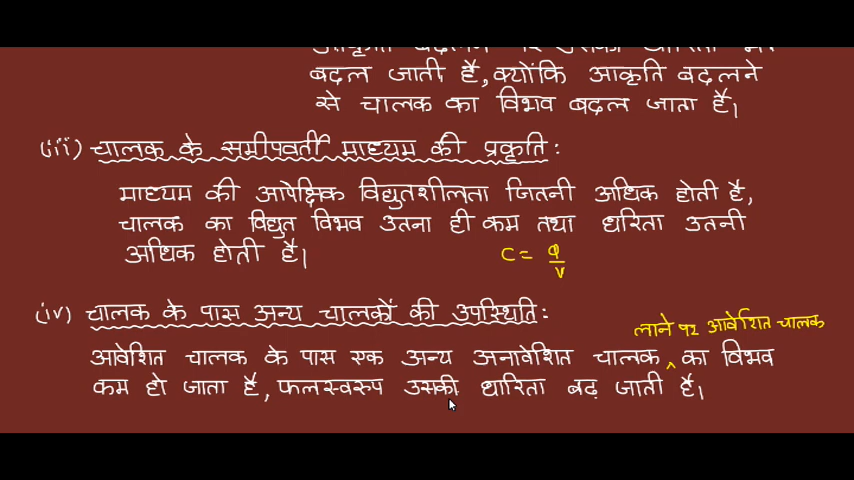 बदल जाती है, क्योंकि आकृति बदलने
से चालक का विभव बदल जाता है।
(iii) चालक के समीपवर्ती माध्यम की प्रकृति:
माध्यम की आपेक्षिक विद्युतशीलता जितनी अधिक होती है,
चालक का विद्युत विभव उतना ही कम तथा धरिता उतनी
अधिक होती है।
C = Q/V
(iv) चालक के पास अन्य चालकों की उपस्थिति:
लाने पर आवेशित चालक
आवेशित चालक के पास एक अन्य अनावेशित चालक ^ का विभव
कम हो जाता है, फलस्वरुप उसकी धारिता बढ़ जाती है।